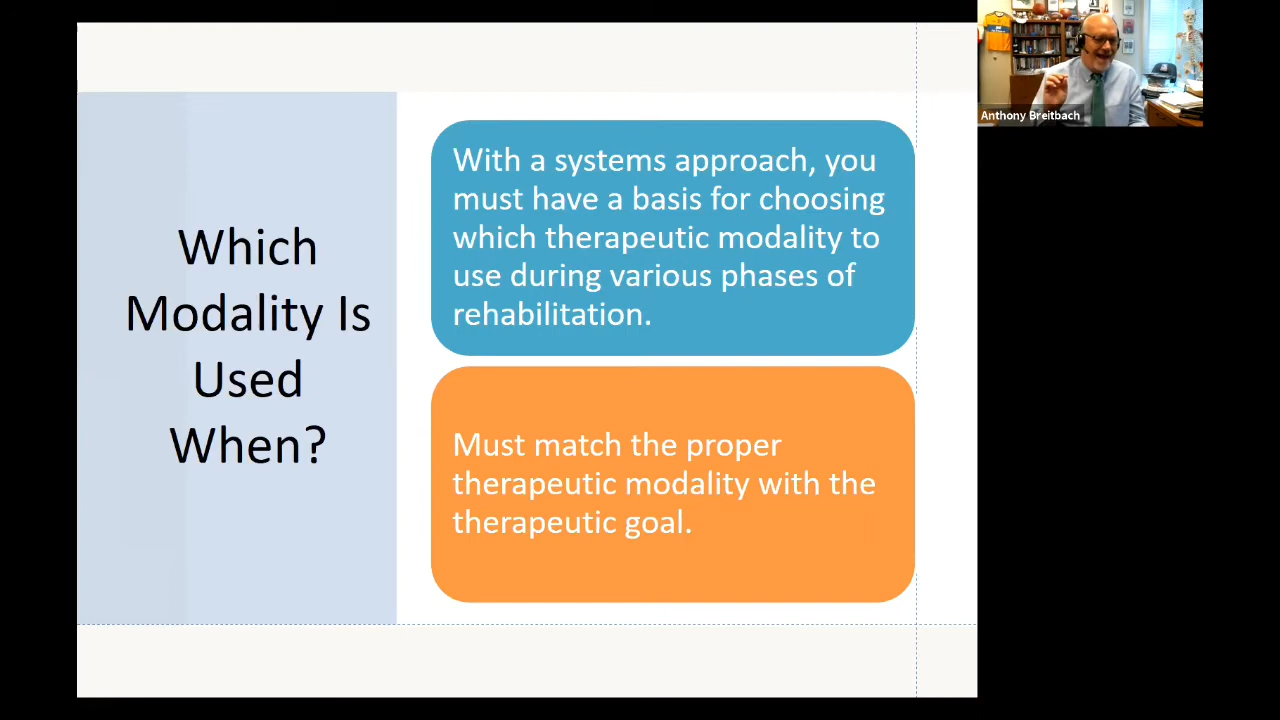 Which
Modality Is
Used
When?
With a systems approach, you
must have a basis for choosing
which therapeutic modality to
use during various phases of
rehabilitation.
Must match the proper
therapeutic modality with the
therapeutic goal.
Anthony Breitbach